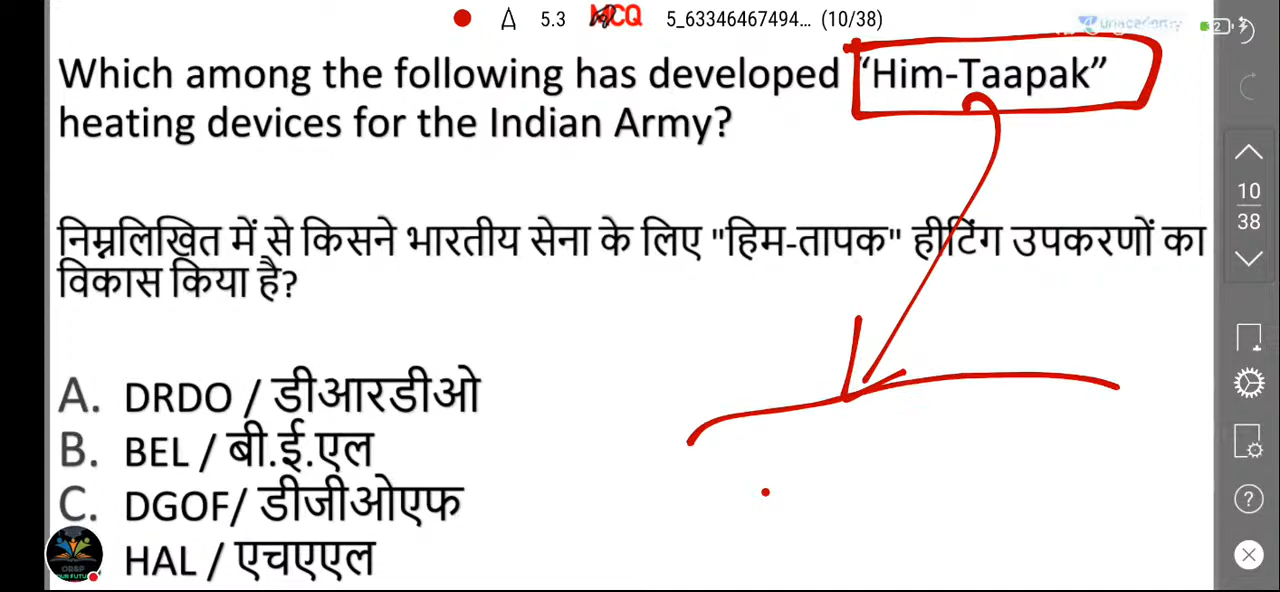 5.3 MCQ 5_63346467494... (10/38)
Which among the following has developed “Him-Taapak”
heating devices for the Indian Army?
निम्नलिखित में से किसने भारतीय सेना के लिए "हिम-तापक" हीटिंग उपकरणों का
विकास किया है?
10
38
A. DRDO / डीआरडीओ
B. BEL / बी.ई.एल
C. DGOF/ डीजीओएफ
HAL / एचएएल